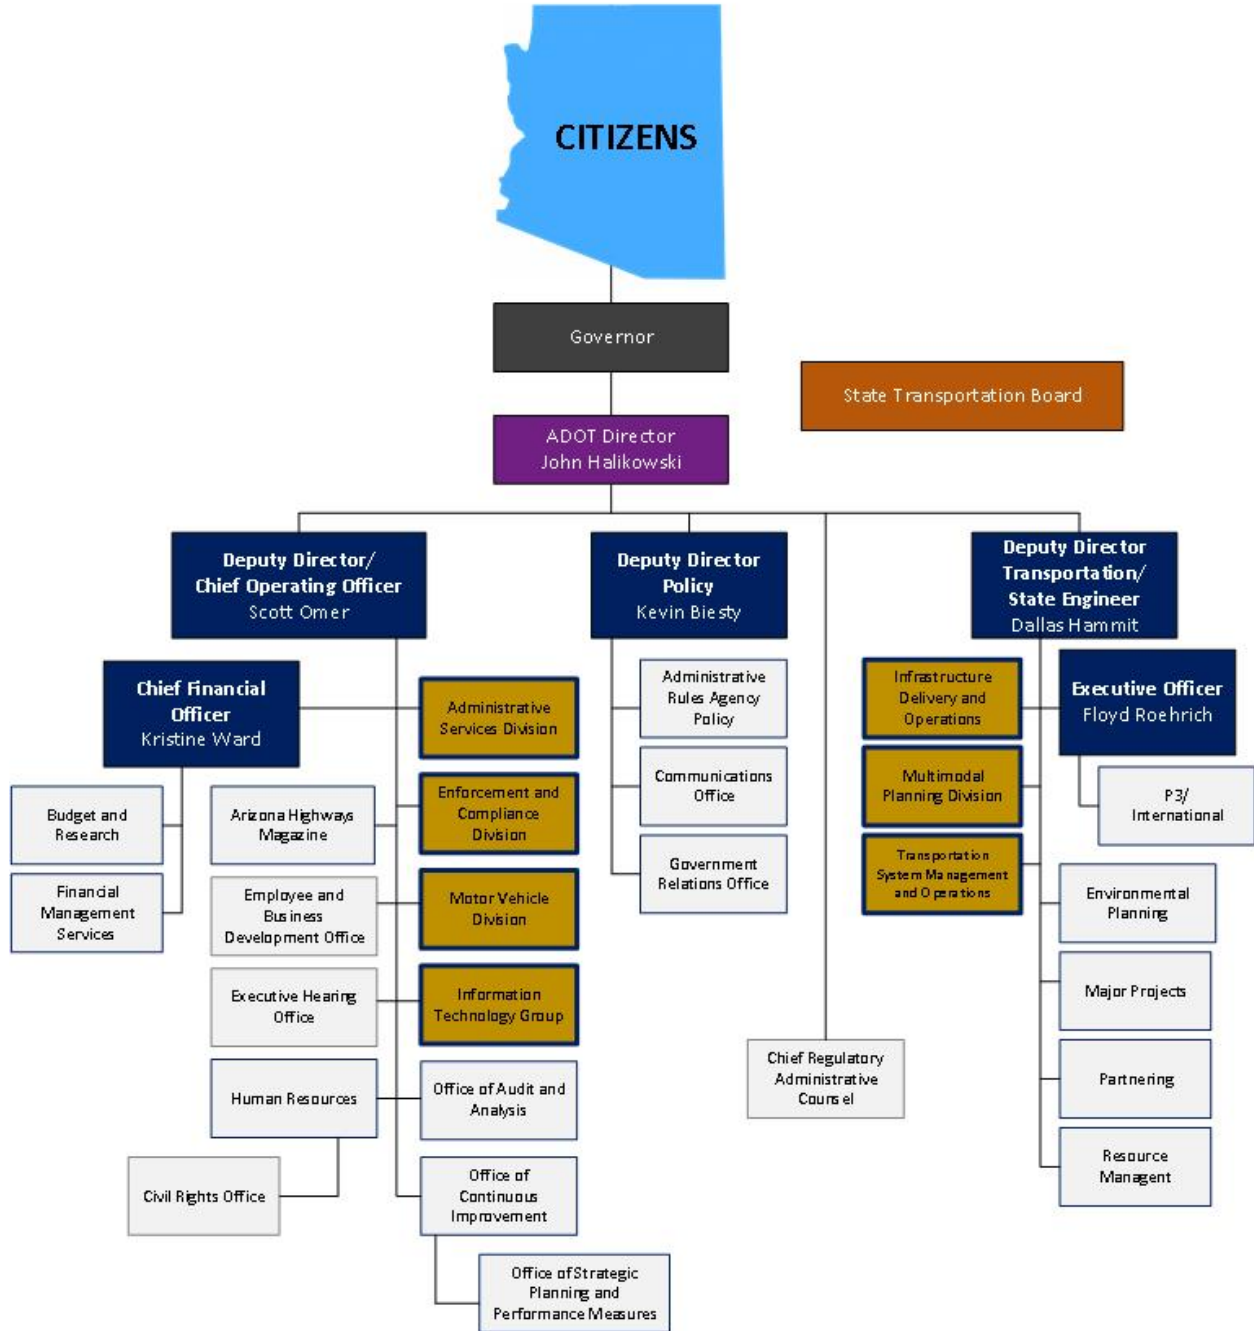 CITIZENS
Governor
State Transportation Board
ADOT Director
John Halikowski
Deputy Director/
Chief Operating Officer
Scott Omer
Deputy Director
Policy
Kevin Biesty
Deputy Director
Transportation/
State Engineer
Dallas Hammit
Chief Financial
Officer
Kristine Ward
Administrative
Services Division
Administrative
Rules Agency
Policy
Infrastructure
Delivery and
Operations
Executive Officer
Floyd Roehrich
Budget and
Research
Arizona Highways
Magazine
Enforcement and
Compliance
Division
Communications
Office
Multimodal
Planning Division
P3/
International
Financial
Management
Services
Employee and
Business
Development Office
Motor Vehicle
Division
Government
Relations Office
Transportation
System Management
and Operations
Environmental
Planning
Executive Hearing
Office
Information
Technology Group
Major Projects
Human Resources
Office of Audit and
Analysis
Chief Regulatory
Administrative
Counsel
Partnering
Civil Rights Office
Office of
Continuous
Improvement
Resource
Managent
Office of Strategic
Planning and
Performance Measures